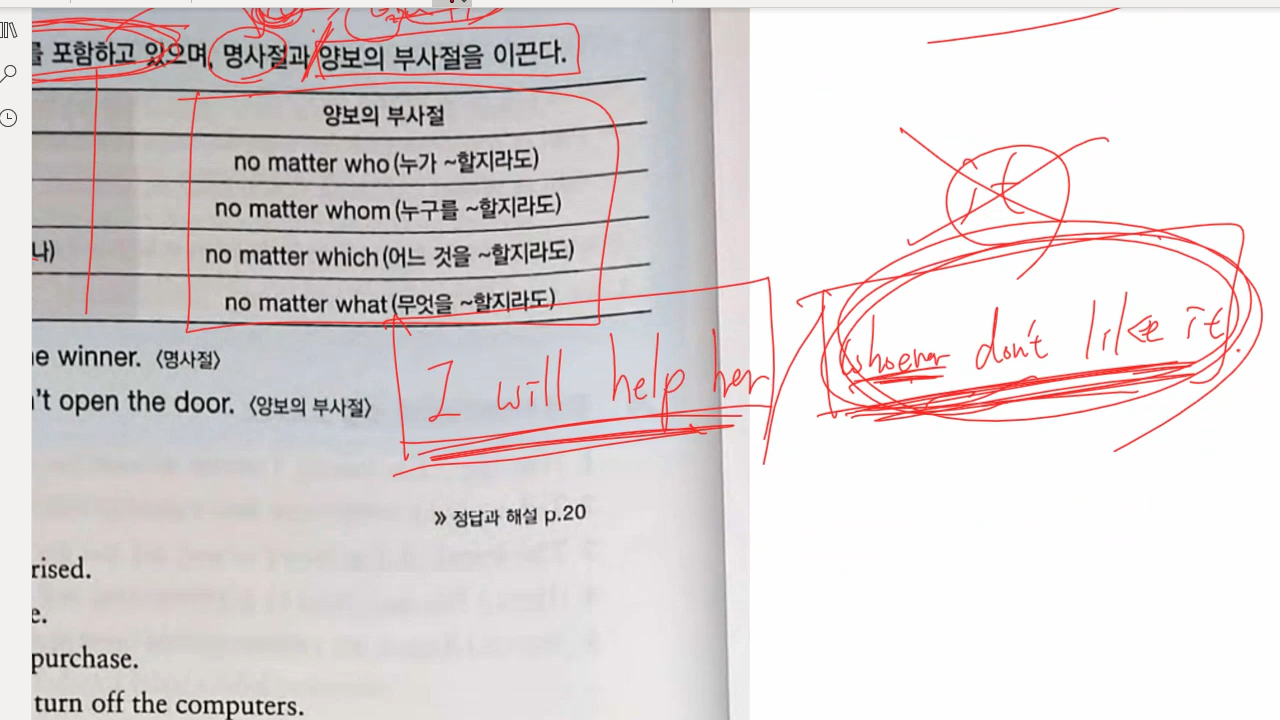 를 포함하고 있으며, 명사절과 양보의 부사절을 이끈다.
양보의 부사절
no matter who (누가 ~할지라도)
no matter whom (누구를 ~할지라도)
나) no matter which (어느 것을 ~할지라도)
no matter what (무엇을 ~할지라도)
e winner. 〈명사절〉
't open the door. 〈양보의 부사절〉
it
I will help her
whoever don't like it
» 정답과 해설 p.20
rised.
e.
purchase.
turn off the computers.